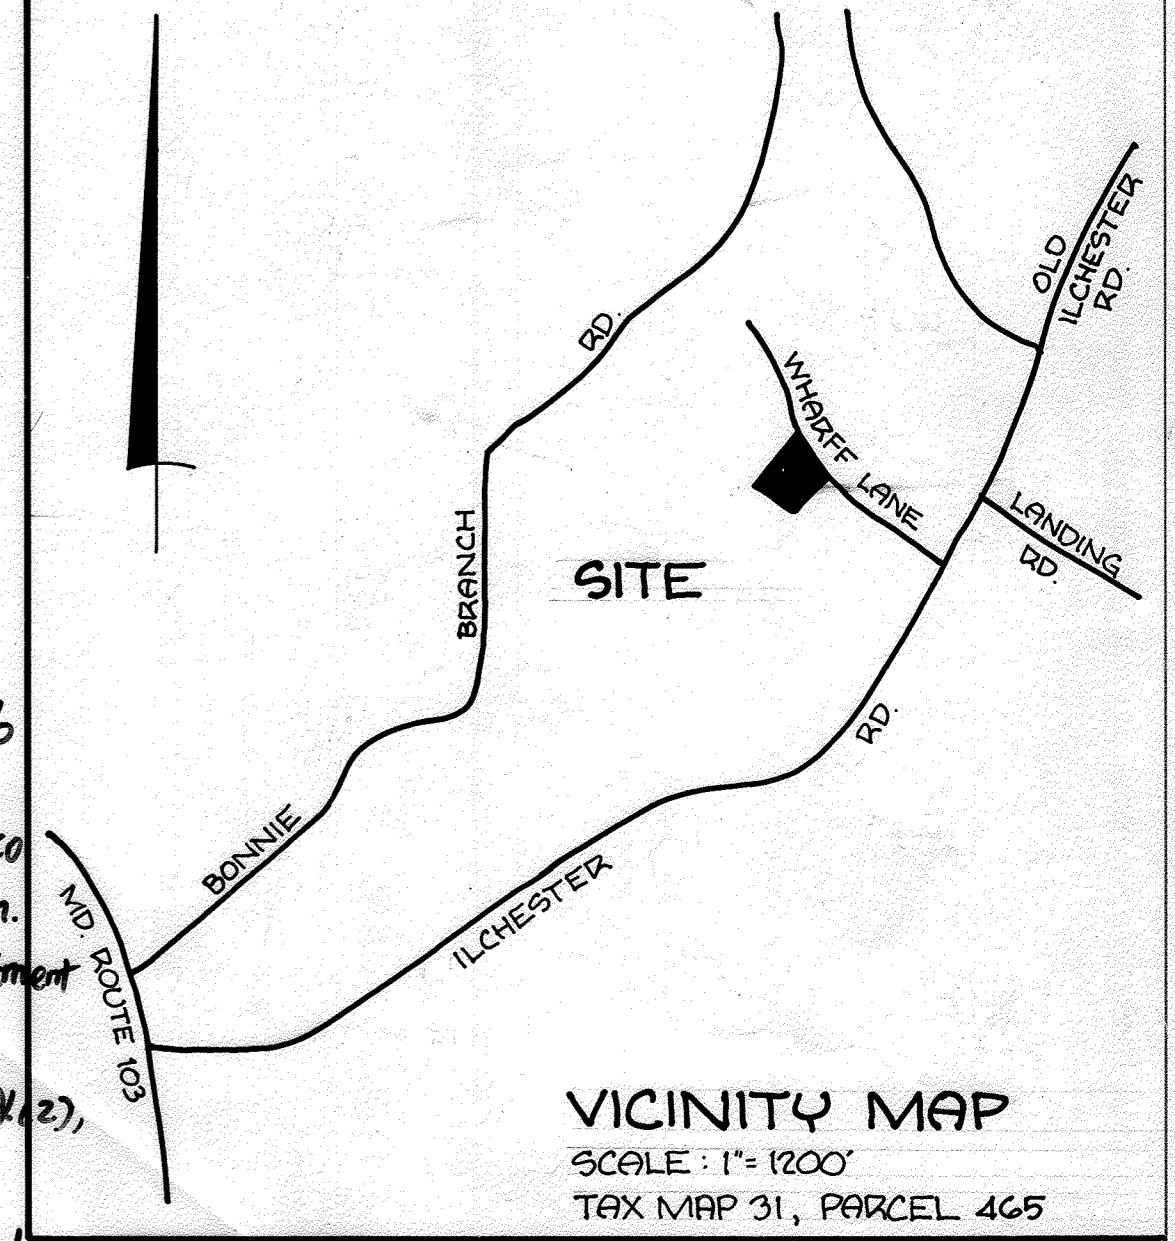 OLD
ILCHESTER
RD.
RD.
WHARFF LANE
LANDING
RD.
BRANCH
SITE
RD.
BONNIE
ILCHESTER
MD. ROUTE 103
VICINITY MAP
SCALE : 1"= 1200'
TAX MAP 31, PARCEL 465